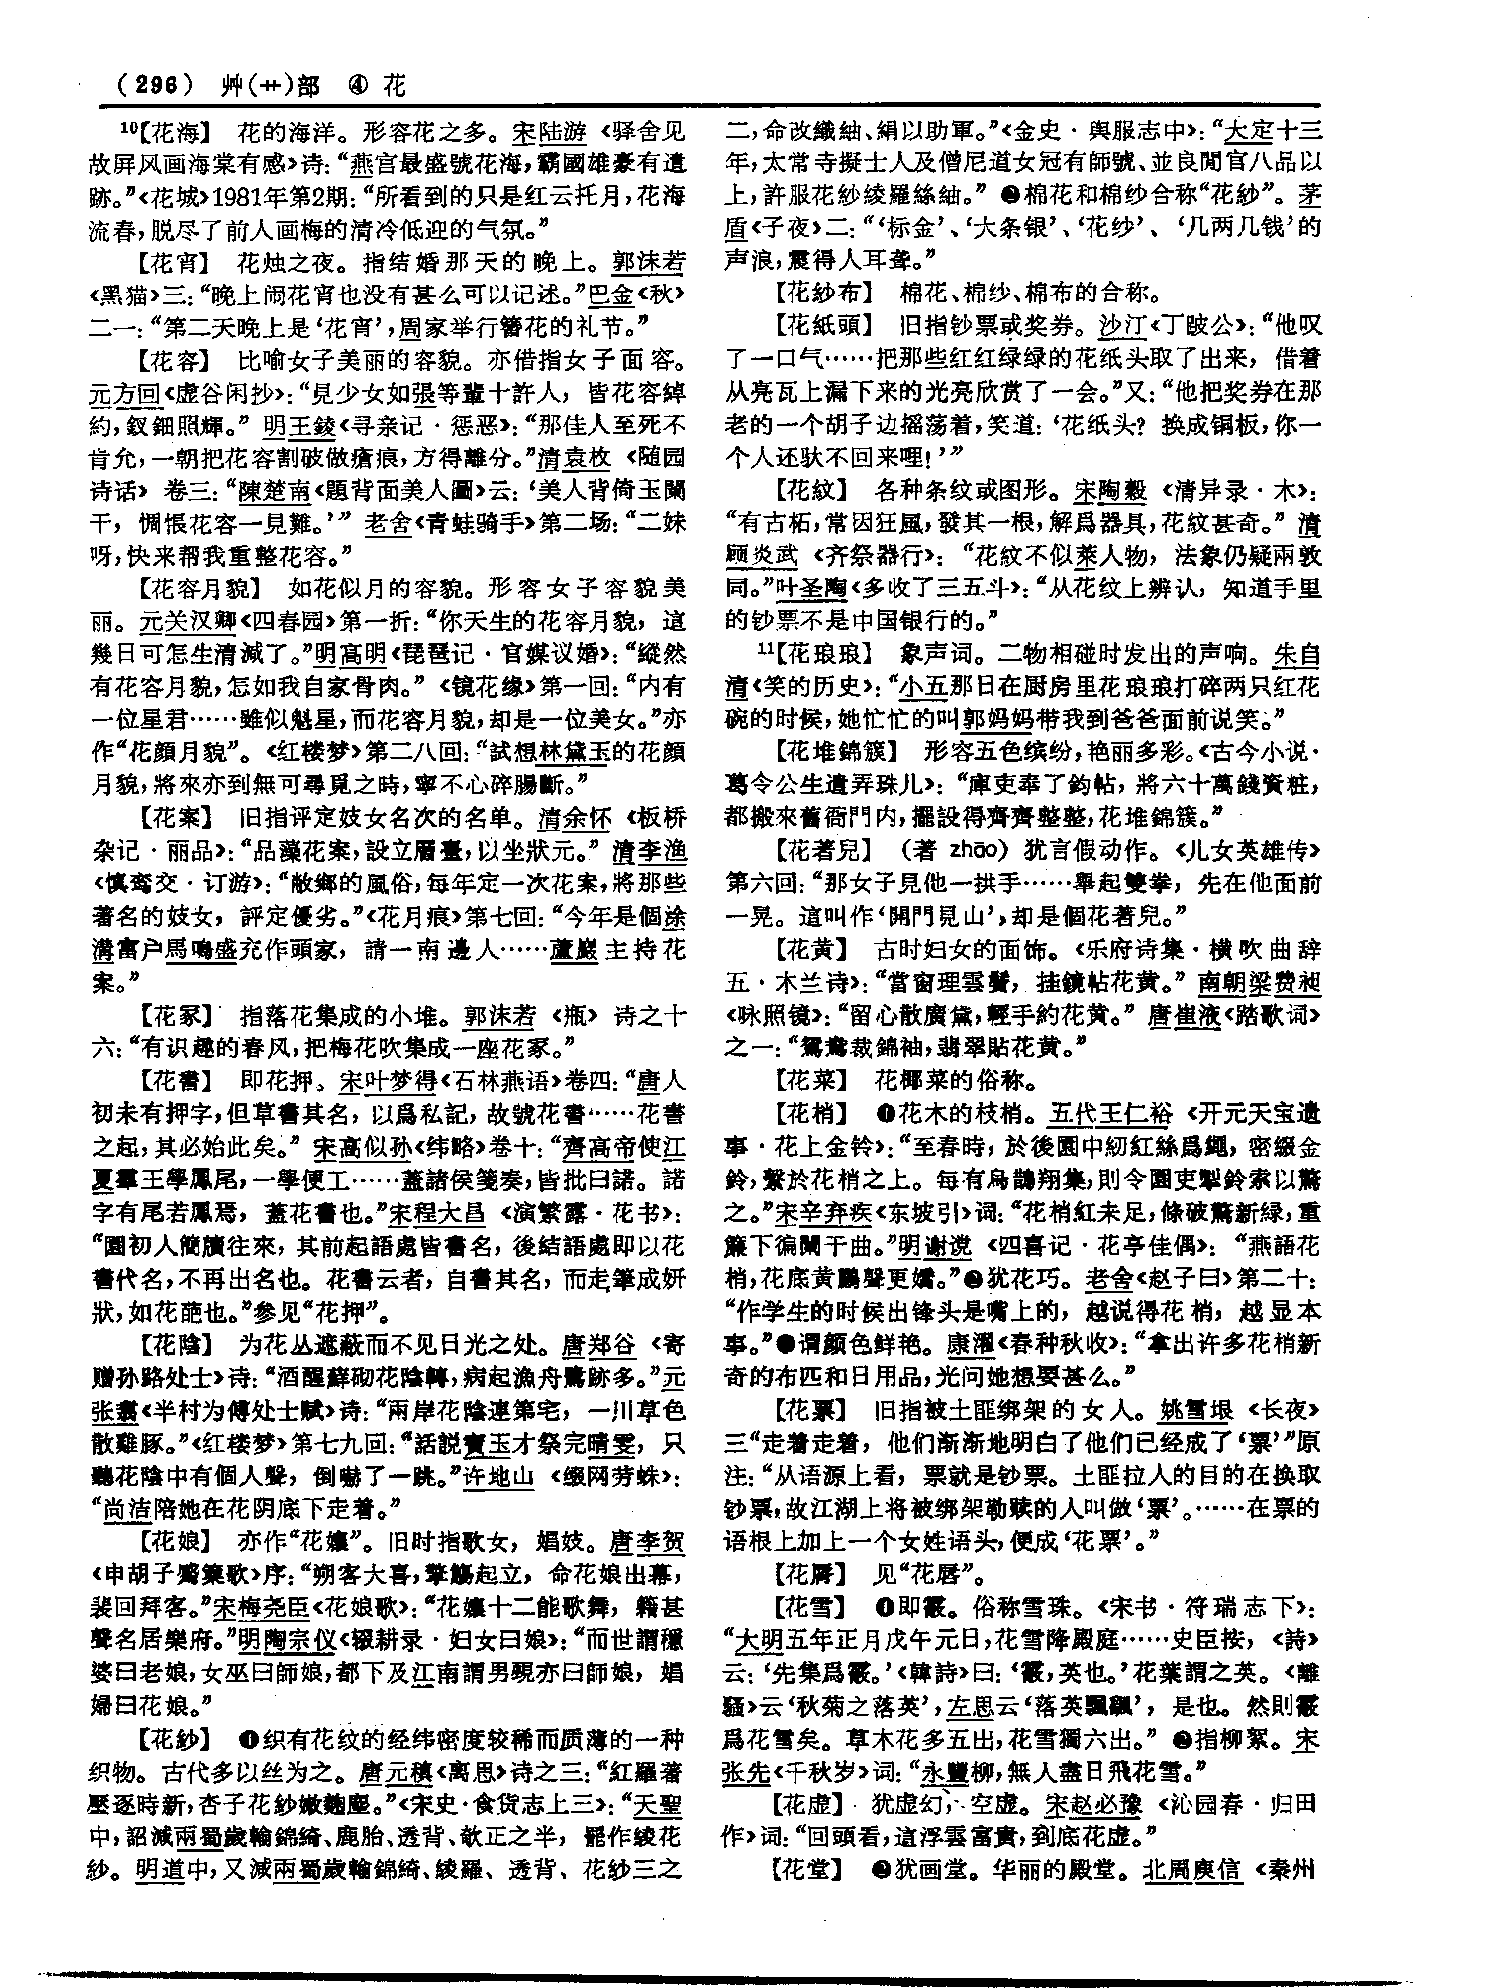 (296) 艸(艹)部 ④ 花
10【花海】 花的海洋。形容花之多。宋陆游《驿舍见
故屏风画海棠有感》诗：“燕宫最盛號花海，霸國雄豪有遺
跡。”《花城》1981年第2期：“所看到的只是红云托月，花海
流春，脱尽了前人画梅的清冷低迴的气氛。”
【花宵】 花烛之夜。指结婚那天的晚上。郭沫若
《黑猫》三：“晚上闹花宵也没有甚么可以记述。”巴金《秋》
二一：“第二天晚上是‘花宵’，周家举行簪花的礼节。”
【花容】 比喻女子美丽的容貌。亦借指女子面容。
元方回《虚谷闲抄》：“見少女如張等輩十許人，皆花容綽
約，釵鈿照輝。” 明王錂《寻亲记·惩恶》：“那佳人至死不
肯允，一朝把花容割破做瘡痕，方得離分。”清袁枚《随园
诗话》卷三：“陳楚南《題背面美人圖》云：‘美人背倚玉闌
干，惆悵花容一見難。’” 老舍《青蛙骑手》第二场：“二妹
呀，快来帮我重整花容。”
【花容月貌】 如花似月的容貌。形容女子容貌美
丽。元关汉卿《四春园》第一折：“你天生的花容月貌，這
幾日可怎生清減了。”明高明《琵琶记·官媒议婚》：“縱然
有花容月貌，怎如我自家骨肉。”《镜花缘》第一回：“内有
一位星君……雖似魁星，而花容月貌，却是一位美女。”亦
作“花顔月貌”。《红楼梦》第二八回：“試想林黛玉的花顔
月貌，將來亦到無可尋覓之時，寧不心碎腸斷。”
【花案】 旧指评定妓女名次的名单。清余怀《板桥
杂记·丽品》：“品藻花案，設立層臺，以坐狀元。” 清李渔
《慎鸾交·订游》：“敝鄉的風俗，每年定一次花案，將那些
著名的妓女，評定優劣。”《花月痕》第七回：“今年是個涂
溝富户馬鳴盛充作頭家，請一南邊人……蘆巖主持花
案。”
【花冢】 指落花集成的小堆。郭沫若《瓶》诗之十
六：“有识趣的春风，把梅花吹集成一座花冢。”
【花書】 即花押。宋叶梦得《石林燕语》卷四：“唐人
初未有押字，但草書其名，以爲私記，故號花書……花書
之起，其必始此矣。” 宋高似孙《纬略》卷十：“齊高帝使江
夏羣王學鳳尾，一學便工……蓋諸侯箋奏，皆批曰諾。諾
字有尾若鳳焉，蓋花書也。”宋程大昌《演繁露·花书》：
“國初人簡牘往來，其前起語處皆書名，後結語處即以花
書代名，不再出名也。花書云者，自書其名，而走筆成妍
狀，如花葩也。”参见“花押”。
【花陰】 为花丛遮蔽而不见日光之处。唐郑谷《寄
赠孙路处士》诗：“酒醒蘚砌花陰轉，病起漁舟鷺跡多。”元
张翥《半村为傅处士赋》诗：“兩岸花陰連第宅，一川草色
散雞豚。”《红楼梦》第七九回：“話説寶玉才祭完晴雯，只
聽花陰中有個人聲，倒嚇了一跳。”许地山《缀网劳蛛》：
“尚洁陪她在花阴底下走着。”
【花娘】 亦作“花孃”。旧时指歌女，娼妓。唐李贺
《申胡子觱篥歌》序：“朔客大喜，擎觴起立，命花娘出幕，
裴回拜客。”宋梅尧臣《花娘歌》：“花孃十二能歌舞，籍甚
聲名居樂府。”明陶宗仪《辍耕录·妇女曰娘》：“而世謂穩
婆曰老娘，女巫曰師娘，都下及江南謂男覡亦曰師娘，娼
婦曰花娘。”
【花紗】 ❶织有花纹的经纬密度较稀而质薄的一种
织物。古代多以丝为之。唐元稹《离思》诗之三：“紅羅著
壓逐時新，杏子花紗嫩麴塵。”《宋史·食货志上三》：“天聖
中，詔減兩蜀歲輸錦綺、鹿胎、透背、欹正之半，罷作綾花
紗。明道中，又減兩蜀歲輸錦綺、綾羅、透背、花紗三之
二，命改織紬、絹以助軍。”《金史·舆服志中》：“大定十三
年，太常寺擬士人及僧尼道女冠有師號、並良閒官八品以
上，許服花紗綾羅絲紬。” ❷棉花和棉纱合称“花紗”。茅
盾《子夜》二：“‘标金’、‘大条银’、‘花纱’、‘几两几钱’的
声浪，震得人耳聋。”
【花紗布】 棉花、棉纱、棉布的合称。
【花紙頭】 旧指钞票或奖券。沙汀《丁跛公》：“他叹
了一口气……把那些红红绿绿的花纸头取了出来，借着
从亮瓦上漏下来的光亮欣赏了一会。”又：“他把奖券在那
老的一个胡子边摇荡着，笑道：‘花纸头？换成铜板，你一
个人还驮不回来哩！’”
【花紋】 各种条纹或图形。宋陶穀《清异录·木》：
“有古柘，常因狂風，發其一根，解爲器具，花紋甚奇。” 清
顾炎武《齐祭器行》：“花紋不似萊人物，法象仍疑兩敦
同。”叶圣陶《多收了三五斗》：“从花纹上辨认，知道手里
的钞票不是中国银行的。”
11【花琅琅】 象声词。二物相碰时发出的声响。朱自
清《笑的历史》：“小五那日在厨房里花琅琅打碎两只红花
碗的时候，她忙忙的叫郭妈妈带我到爸爸面前说笑。”
【花堆錦簇】 形容五色缤纷，艳丽多彩。《古今小说·
葛令公生遣弄珠儿》：“庫吏奉了鈞帖，將六十萬錢資粧，
都搬來舊衙門内，擺設得齊齊整整，花堆錦簇。”
【花著兒】 (著 zhāo) 犹言假动作。《儿女英雄传》
第六回：“那女子見他一拱手……舉起雙拳，先在他面前
一晃。這叫作‘開門見山’，却是個花著兒。”
【花黄】 古时妇女的面饰。《乐府诗集·横吹曲辞
五·木兰诗》：“當窗理雲鬢，挂鏡帖花黄。” 南朝梁费昶
《咏照镜》：“留心散廣黛，輕手約花黄。” 唐崔液《踏歌词》
之一：“鴛鴦裁錦袖，翡翠貼花黄。”
【花菜】 花椰菜的俗称。
【花梢】 ❶花木的枝梢。五代王仁裕《开元天宝遗
事·花上金铃》：“至春時，於後園中紉紅絲爲繩，密綴金
鈴，繫於花梢之上。每有烏鵲翔集，則令園吏掣鈴索以驚
之。”宋辛弃疾《东坡引》词：“花梢紅未足，條破驚新緑，重
簾下徧闌干曲。”明谢谠《四喜记·花亭佳偶》：“燕語花
梢，花底黄鸝聲更嬌。”❷犹花巧。老舍《赵子曰》第二十：
“作学生的时候出锋头是嘴上的，越说得花梢，越显本
事。”❸谓颜色鲜艳。康濯《春种秋收》：“拿出许多花梢新
奇的布匹和日用品，光问她想要甚么。”
【花票】 旧指被土匪绑架的女人。姚雪垠《长夜》
三“走着走着，他们渐渐地明白了他们已经成了‘票’”原
注：“从语源上看，票就是钞票。土匪拉人的目的在换取
钞票，故江湖上将被绑架勒赎的人叫做‘票’。……在票的
语根上加上一个女姓语头，便成‘花票’。”
【花脣】 见“花唇”。
【花雪】 ❶即霰。俗称雪珠。《宋书·符瑞志下》：
“大明五年正月戊午元日，花雪降殿庭……史臣按，《詩》
云：‘先集爲霰。’《韓詩》曰：‘霰，英也。’花葉謂之英。《離
騷》云‘秋菊之落英’，左思云‘落英飄颻’，是也。然則霰
爲花雪矣。草木花多五出，花雪獨六出。” ❷指柳絮。宋
张先《千秋岁》词：“永豐柳，無人盡日飛花雪。”
【花虚】 犹虚幻，空虚。宋赵必豫《沁园春·归田
作》词：“回頭看，這浮雲富貴，到底花虚。”
【花堂】 ❷犹画堂。华丽的殿堂。北周庾信《秦州